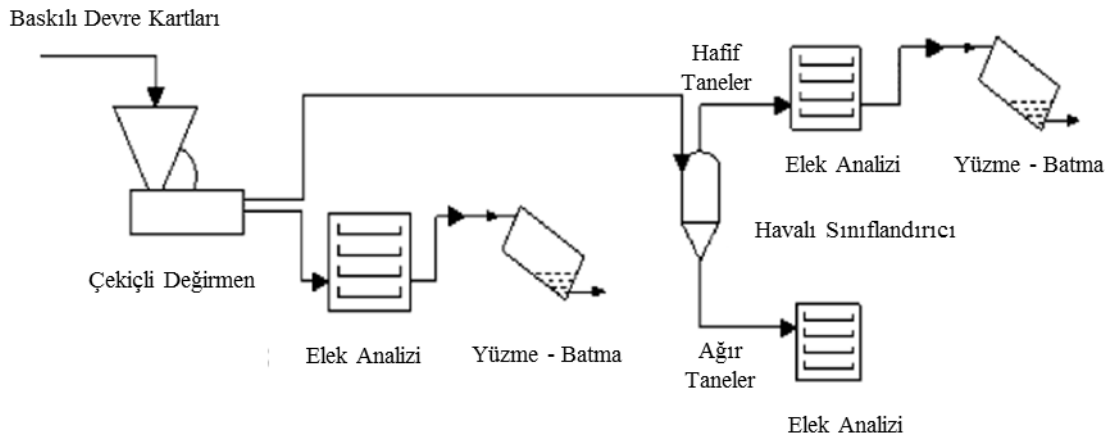 Baskılı Devre Kartları
Hafif
Taneler
Elek Analizi
Yüzme - Batma
Havalı Sınıflandırıcı
Çekiçli Değirmen
Elek Analizi
Yüzme - Batma
Ağır
Taneler
Elek Analizi